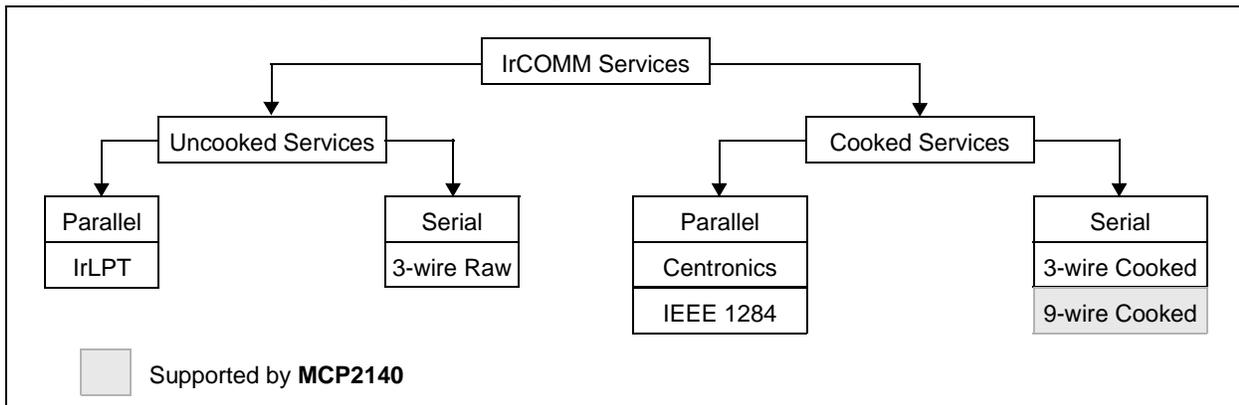 IrCOMM Services
Uncooked Services
Cooked Services
Parallel
IrLPT
Serial
3-wire Raw
Parallel
Centronics
IEEE 1284
Serial
3-wire Cooked
9-wire Cooked
Supported by MCP2140